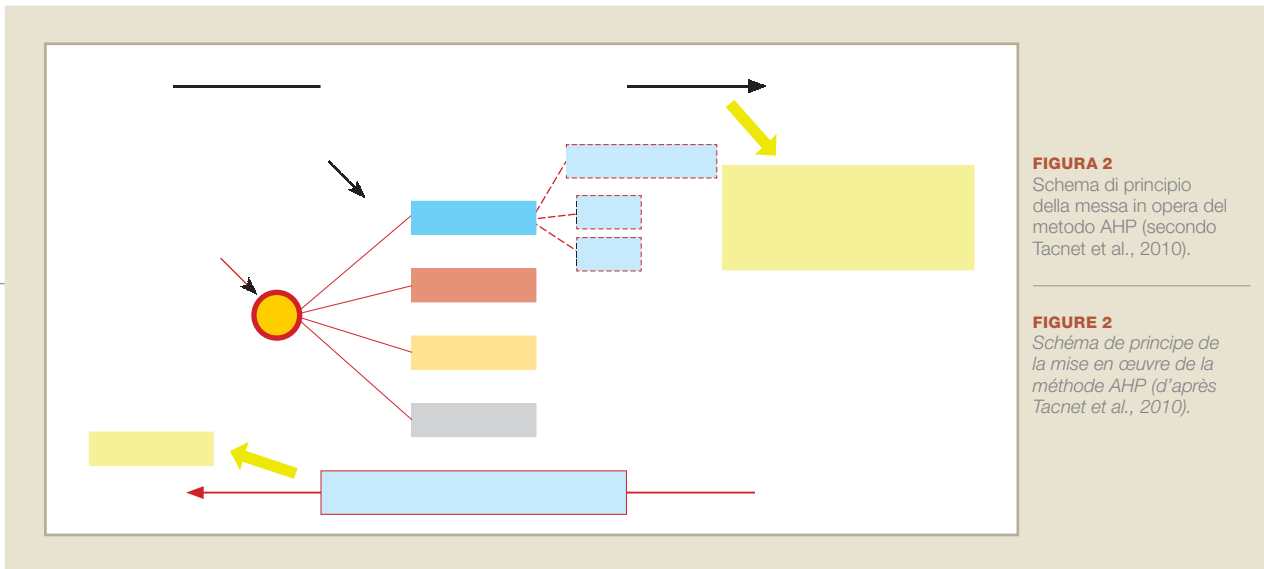 FIGURA 2
Schema di principio
della messa in opera del
metodo AHP (secondo
Tacnet et al., 2010).
FIGURE 2
Schéma de principe de
la mise en œuvre de la
méthode AHP (d'après
Tacnet et al., 2010).